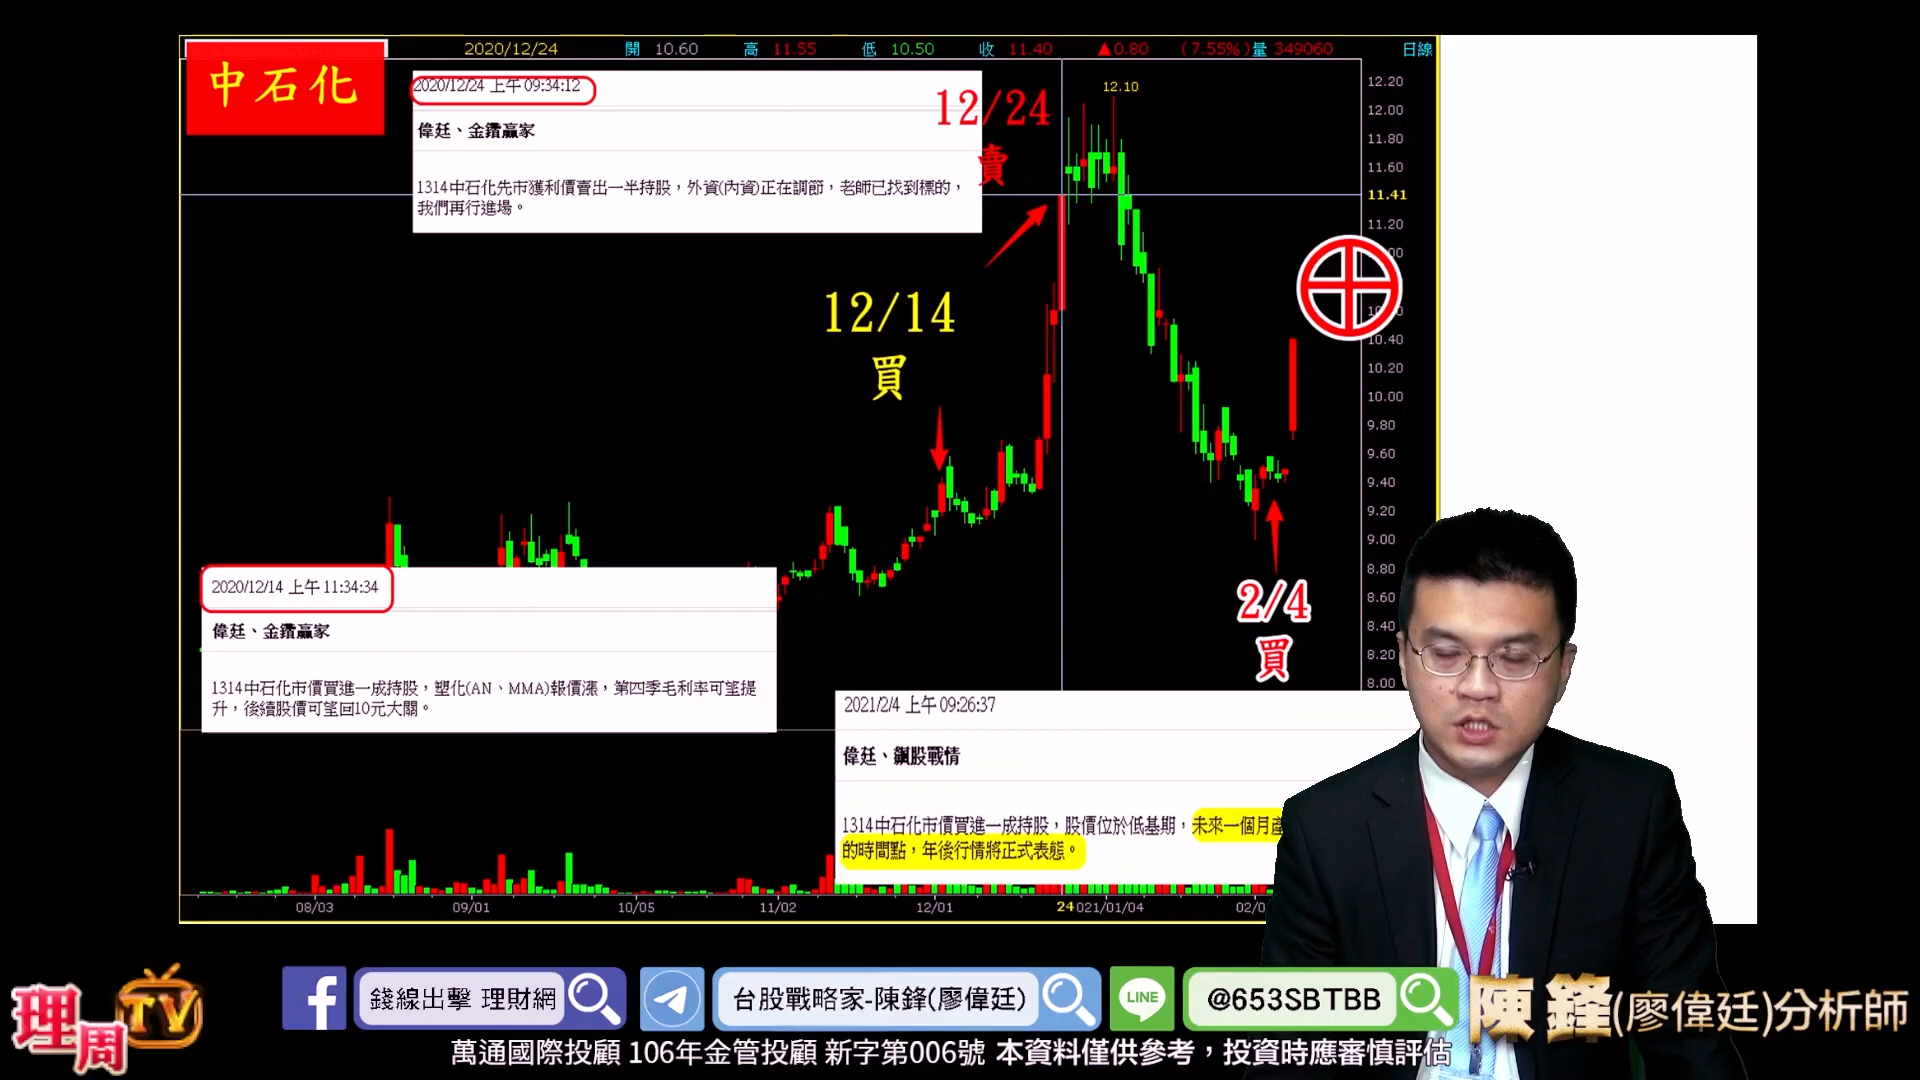 2020/12/24 開 10.60 高 11.55 低 10.50 收 11.40 ▲0.80 (7.55%)量 349060 日線
中石化
2020/12/24 上午 09:34:12
偉廷、金鑽贏家
1314中石化先市獲利價賣出一半持股，外資(內資)正在調節，老師已找到標的，
我們再行進場。
12/24
賣
12.10
12/14
買
12.20
12.00
11.80
11.60
11.41
11.20
10.40
10.20
10.00
9.80
9.60
9.40
9.20
9.00
8.80
8.60
8.40
8.20
8.00
2/4
買
2020/12/14 上午 11:34:34
偉廷、金鑽贏家
1314中石化市價買進一成持股，塑化(AN、MMA)報價漲，第四季毛利率可望提
升，後續股價可望回10元大關。
2021/2/4 上午 09:26:37
偉廷、飆股戰情
1314中石化市價買進一成持股，股價位於低基期，未來一個月產
的時間點，年後行情將正式表態。
08/03 09/01 10/05 11/02 12/01 24 021/01/04 02/0
理周TV
f 錢線出擊 理財網
台股戰略家-陳鋒(廖偉廷)
LINE @653SBTBB
陳鋒(廖偉廷)分析師
萬通國際投顧 106年金管投顧 新字第006號 本資料僅供參考，投資時應審慎評估